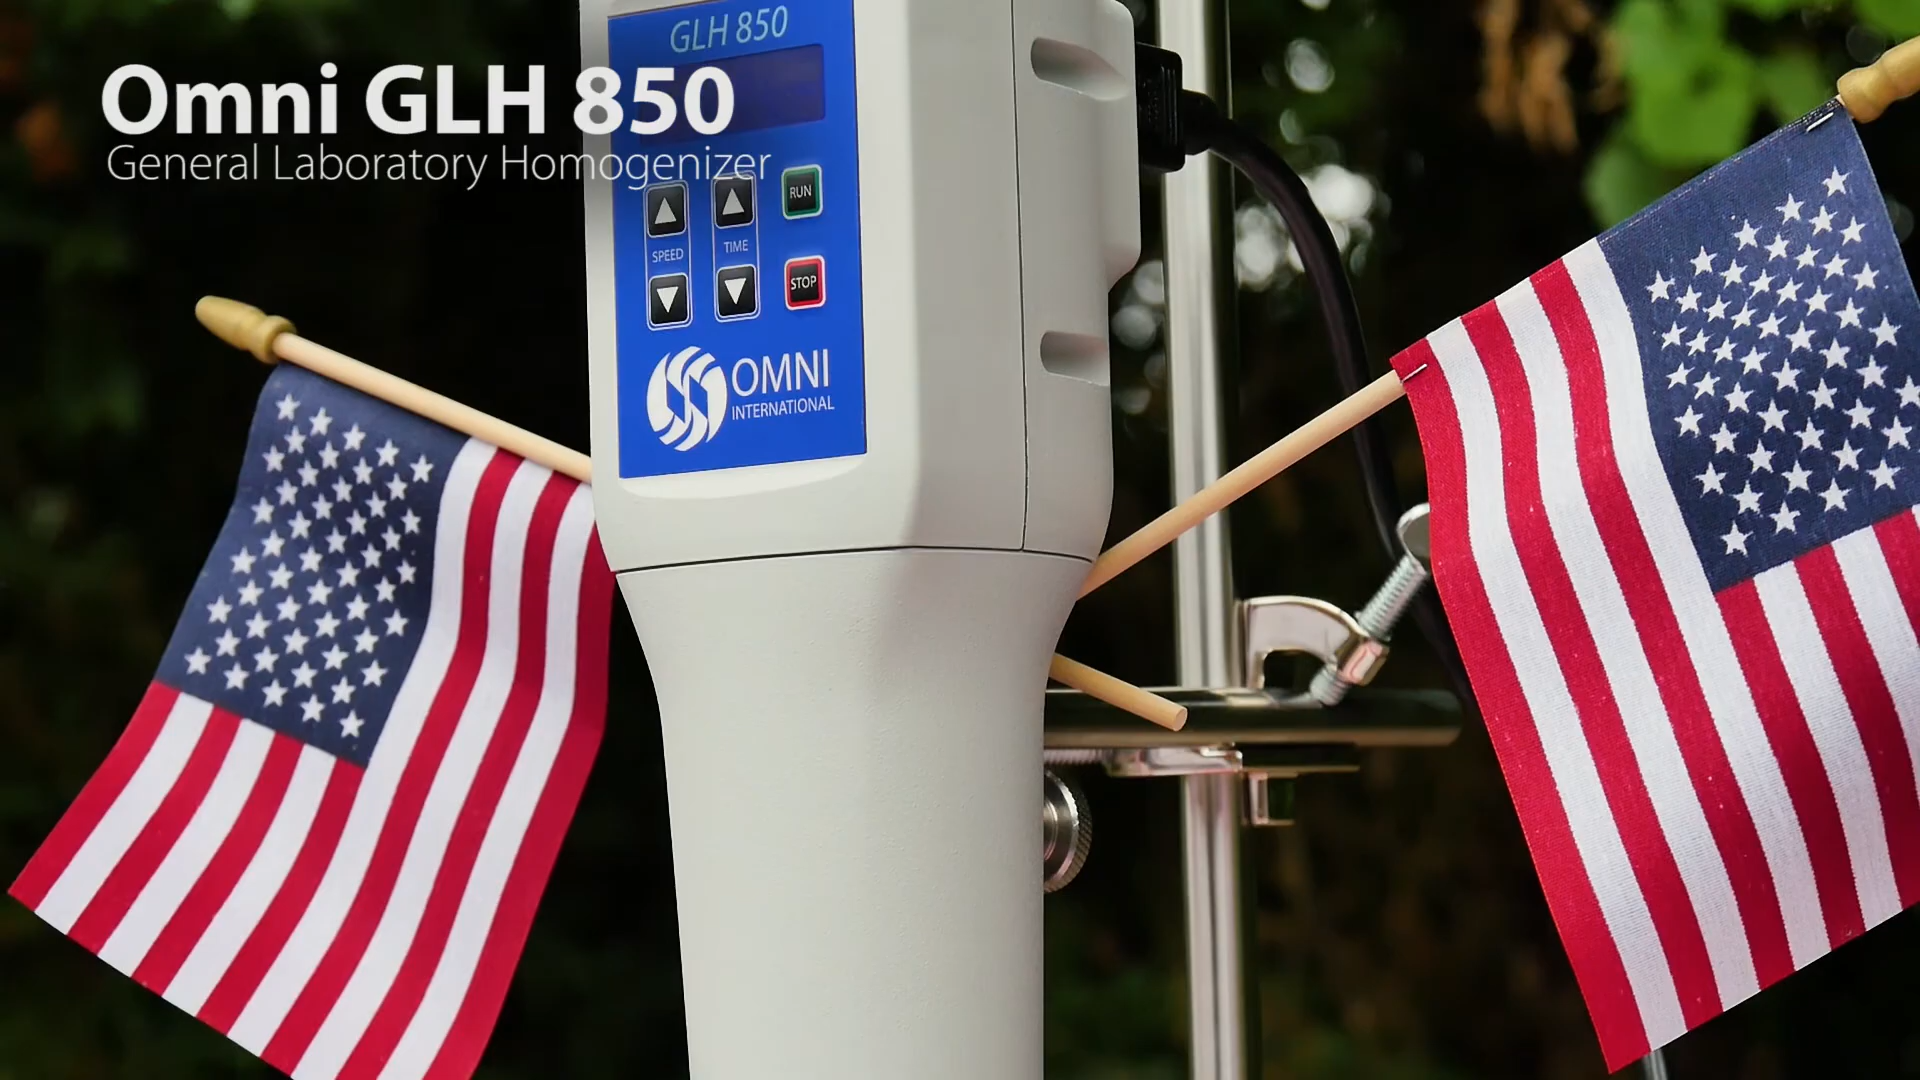 Omni GLH 850
General Laboratory Homogenizer
GLH 850
RUN
SPEED
TIME
STOP
OMNI
INTERNATIONAL